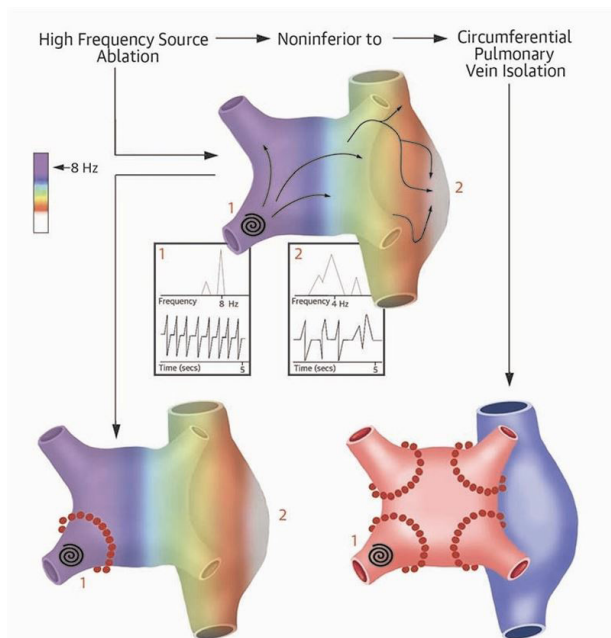 High Frequency Source Ablation
Noninferior to
Circumferential
Pulmonary
Vein Isolation
8 Hz
1
2
1
Frequency 8 Hz
Time (secs) 5
2
Frequency 4 Hz
Time (secs) 5
1
2
1